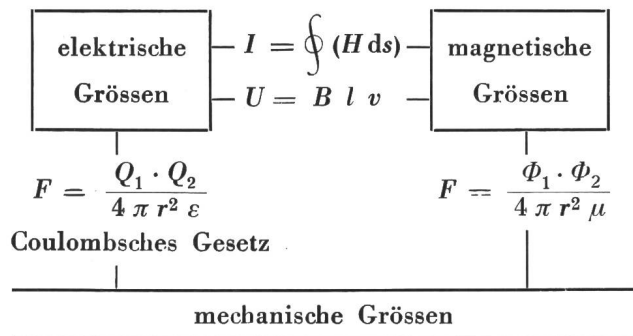 elektrische
Grössen
I = ∮ (H ds)
U = B l v
magnetische
Grössen
F = Q₁ · Q₂ / 4 π r² ε
Coulombsches Gesetz
F = Φ₁ · Φ₂ / 4 π r² μ
mechanische Grössen